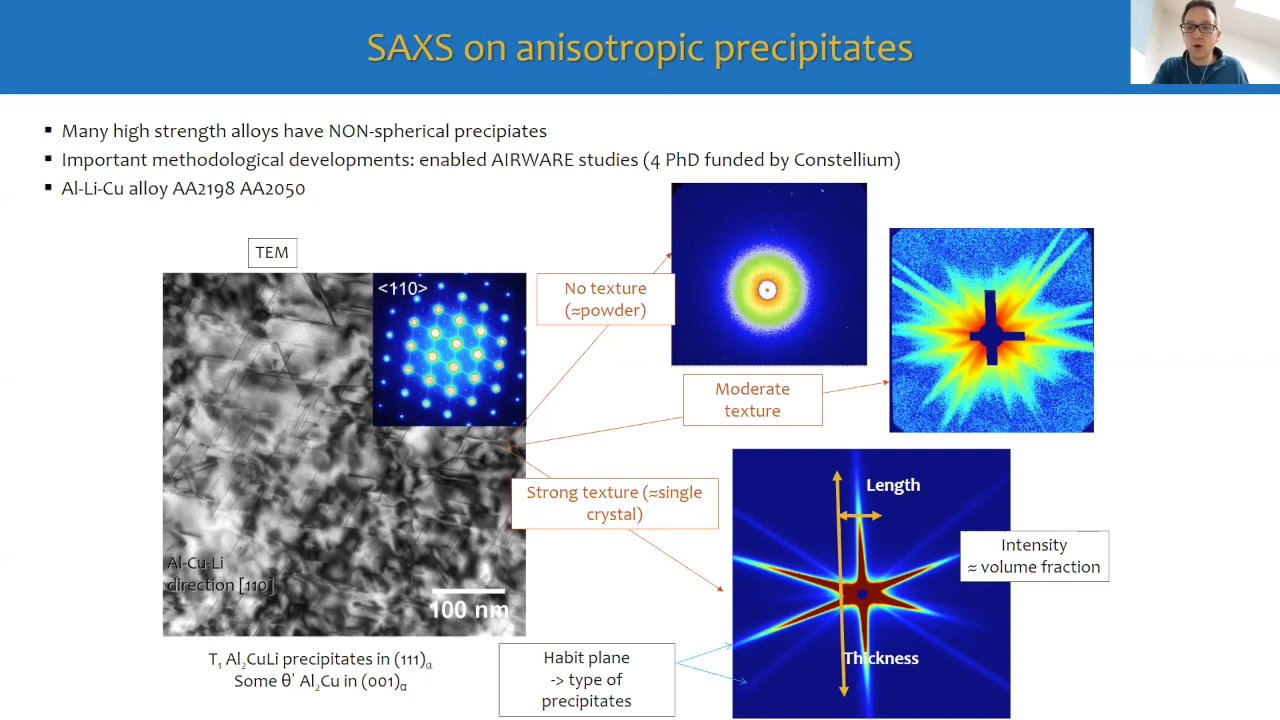 SAXS on anisotropic precipitates
▪ Many high strength alloys have NON-spherical precipiates
▪ Important methodological developments: enabled AIRWARE studies (4 PhD funded by Constellium)
▪ Al-Li-Cu alloy AA2198 AA2050
TEM
<110>
Al-Cu-Li
direction [110]
100 nm
T₁ Al₂CuLi precipitates in (111)α
Some θ' Al₂Cu in (001)α
No texture
(≈powder)
Moderate
texture
Strong texture (≈single
crystal)
Length
Thickness
Intensity
≈ volume fraction
Habit plane
-> type of
precipitates